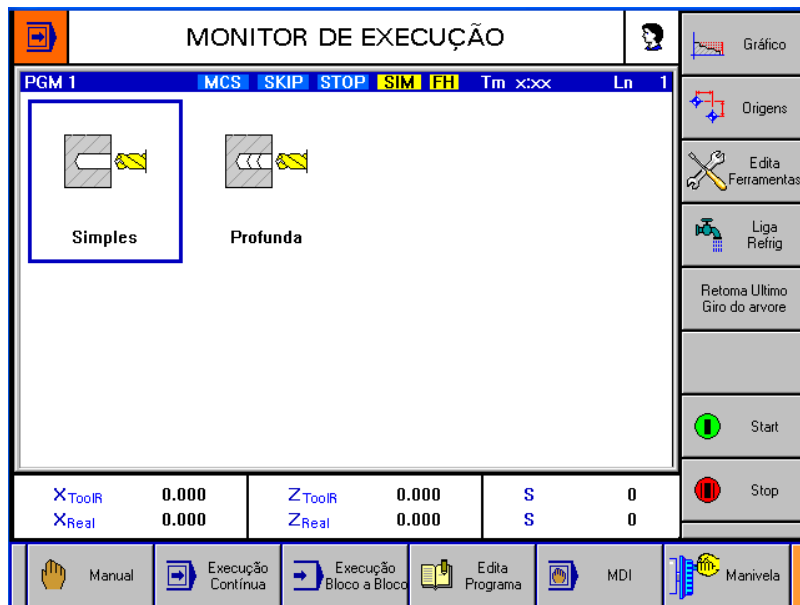 MONITOR DE EXECUÇÃO
PGM 1 MCS SKIP STOP SIM FH Tm x:xx Ln 1
Simples Profunda
XToolR 0.000 ZToolR 0.000 S 0
XReal 0.000 ZReal 0.000 S 0
Gráfico
Origens
Edita
Ferramentas
Liga
Refrig
Retoma Ultimo
Giro do arvore
Start
Stop
Manual
Execução
Contínua
Execução
Bloco a Bloco
Edita
Programa
MDI
Manivela